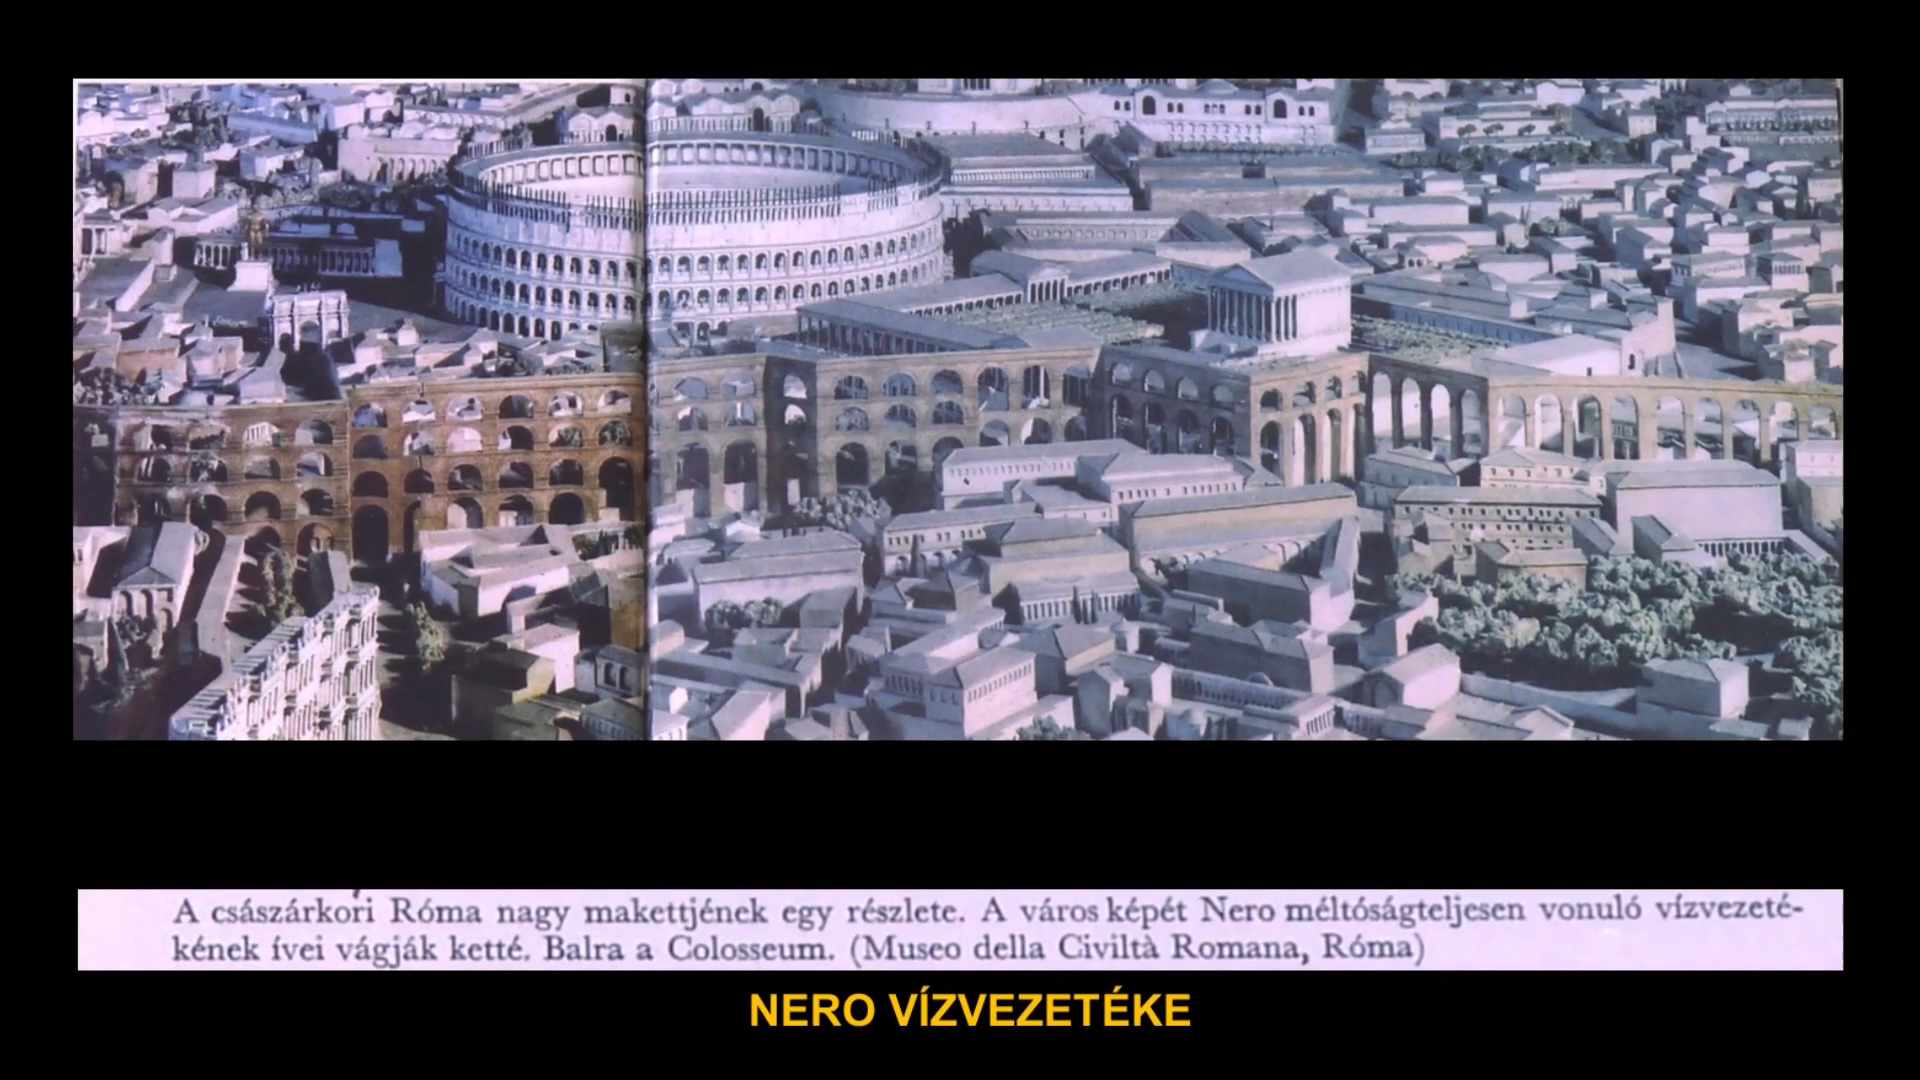 A császárkori Róma nagy makettjének egy részlete. A város képét Nero méltóságteljesen vonuló vízvezeté-
kének ívei vágják ketté. Balra a Colosseum. (Museo della Civiltà Romana, Róma)
NERO VÍZVEZETÉKE